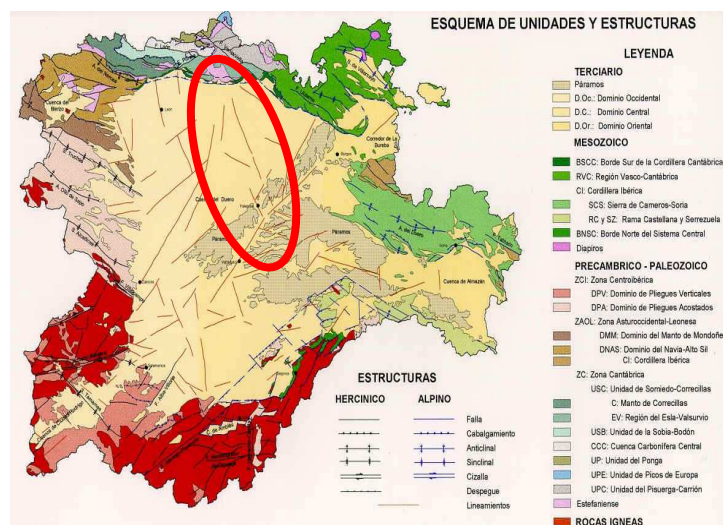 ESQUEMA DE UNIDADES Y ESTRUCTURAS
LEYENDA
TERCIARIO
Páramos
D.Oc.: Dominio Occidental
D.C.: Dominio Central
D.Or.: Dominio Oriental
MESOZOICO
BSCC: Borde Sur de la Cordillera Cantábrica
RVC: Región Vasco-Cantábrica
CI: Cordillera Ibérica
SCS: Sierra de Cameros-Soria
RC y SZ: Rama Castellana y Serrezuela
BNSC: Borde Norte del Sistema Central
Diapiros
PRECAMBRICO - PALEOZOICO
ZCI: Zona Centroibérica
DPV: Dominio de Pliegues Verticales
DPA: Dominio de Pliegues Acostados
ZAOL: Zona Asturoccidental-Leonesa
DMM: Dominio del Manto de Mondoñe
DNAS: Dominio del Navia-Alto Sil
CI: Cordillera Ibérica
ZC: Zona Cantábrica
USC: Unidad de Somiedo-Correcillas
C: Manto de Correcillas
EV: Región del Esla-Valsurvio
USB: Unidad de la Sobia-Bodón
CCC: Cuenca Carbonífera Central
UP: Unidad del Ponga
UPE: Unidad de Picos de Europa
UPC: Unidad del Pisuerga-Carrión
Estefaniense
ROCAS IGNEAS
ESTRUCTURAS
HERCINICO ALPINO
Falla
Cabalgamiento
Anticlinal
Sinclinal
Cizalla
Despegue
Lineamientos
Cuenca del Bierzo
León
Burgos
Corredor de La Bureba
Páramos
Páramos
A. del Duero
Cuenca de Almazán